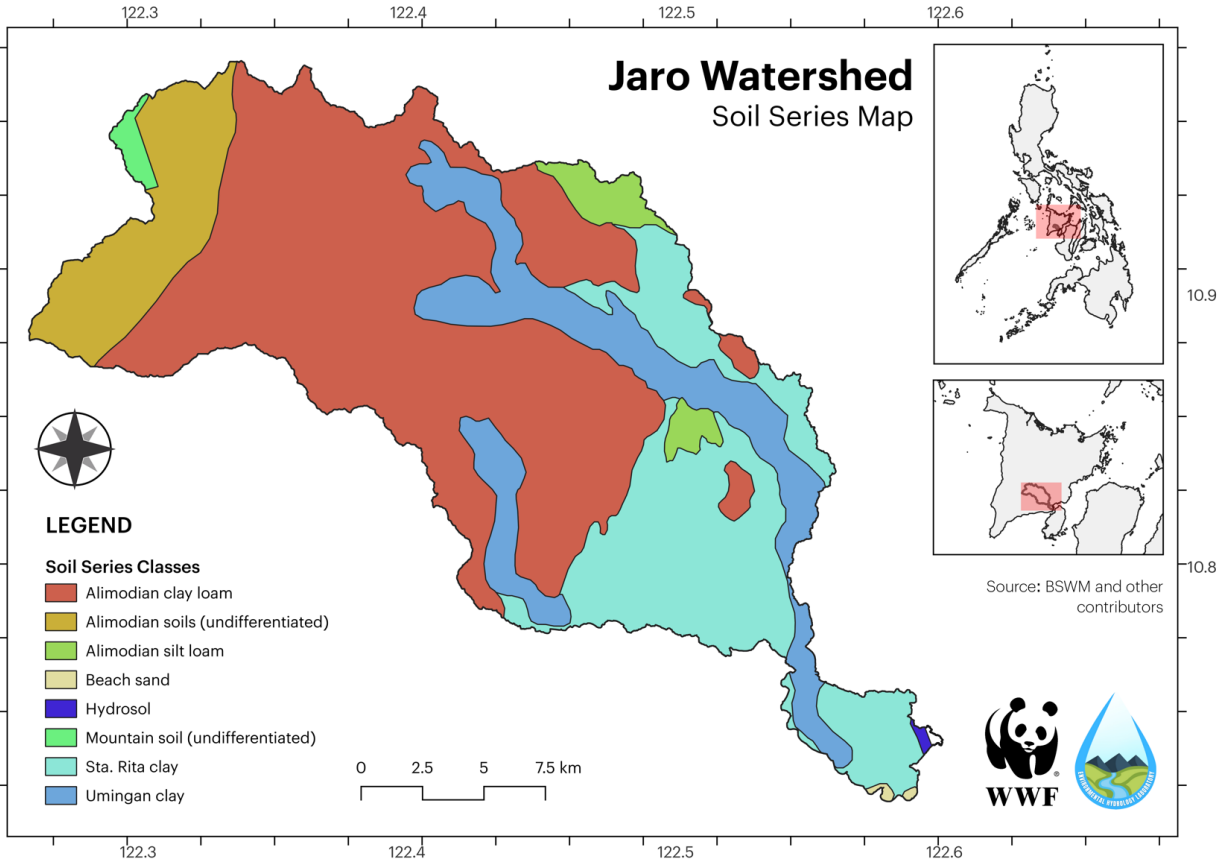 122.3
122.4
122.5
122.6
Jaro Watershed
Soil Series Map
10.9
10.8
Source: BSWM and other
contributors
LEGEND
Soil Series Classes
Alimodian clay loam
Alimodian soils (undifferentiated)
Alimodian silt loam
Beach sand
Hydrosol
Mountain soil (undifferentiated)
Sta. Rita clay
Umingan clay
0 2.5 5 7.5 km
WWF
®
ENVIRONMENTAL HYDROLOGY LABORATORY
122.3
122.4
122.5
122.6